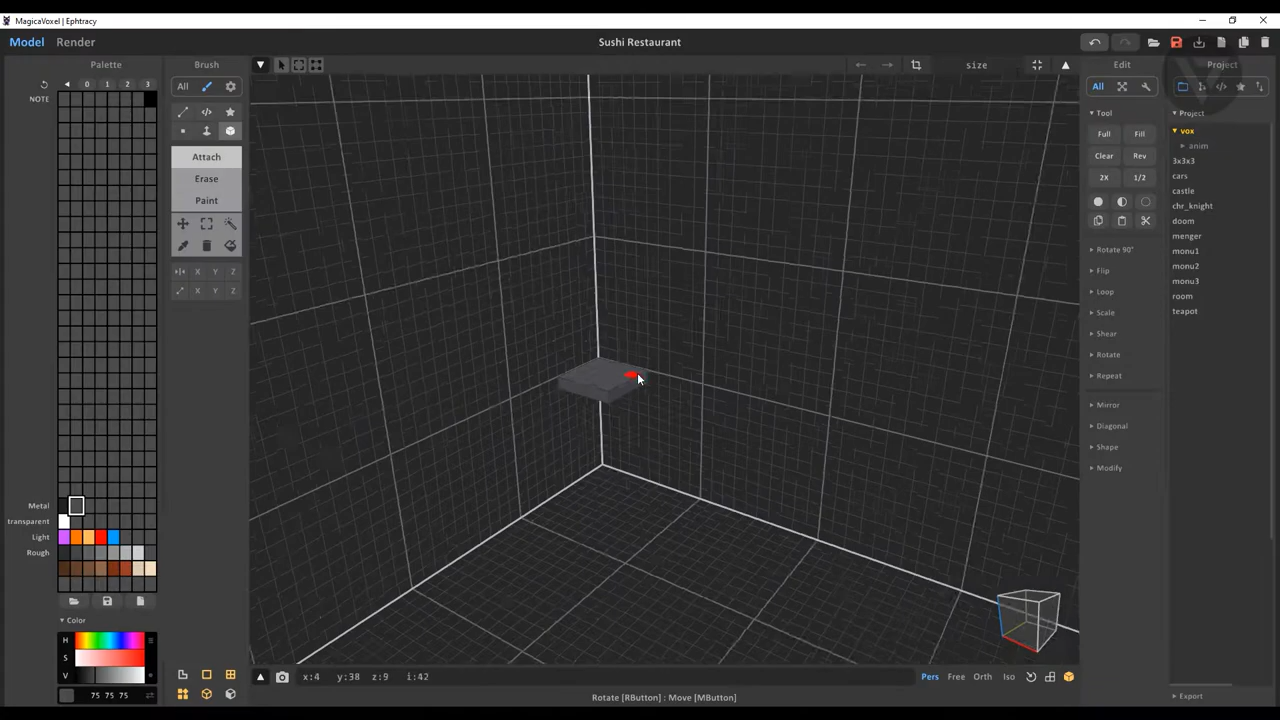 MagicaVoxel | Ephtracy
Model Render
Sushi Restaurant
Palette
0 1 2 3
NOTE
Metal
transparent
Light
Rough
Color
H
S
V
75 75 75
Brush
All
Attach
Erase
Paint
X Y Z
X Y Z
size
Edit
All
Tool
Full Fill
Clear Rev
2X 1/2
Rotate 90°
Flip
Loop
Scale
Shear
Rotate
Repeat
Mirror
Diagonal
Shape
Modify
Project
Project
vox
anim
3x3x3
cars
castle
chr_knight
doom
menger
monu1
monu2
monu3
room
teapot
Export
x:4 y:38 z:9 i:42
Pers Free Orth Iso
Rotate [RButton] : Move [MButton]